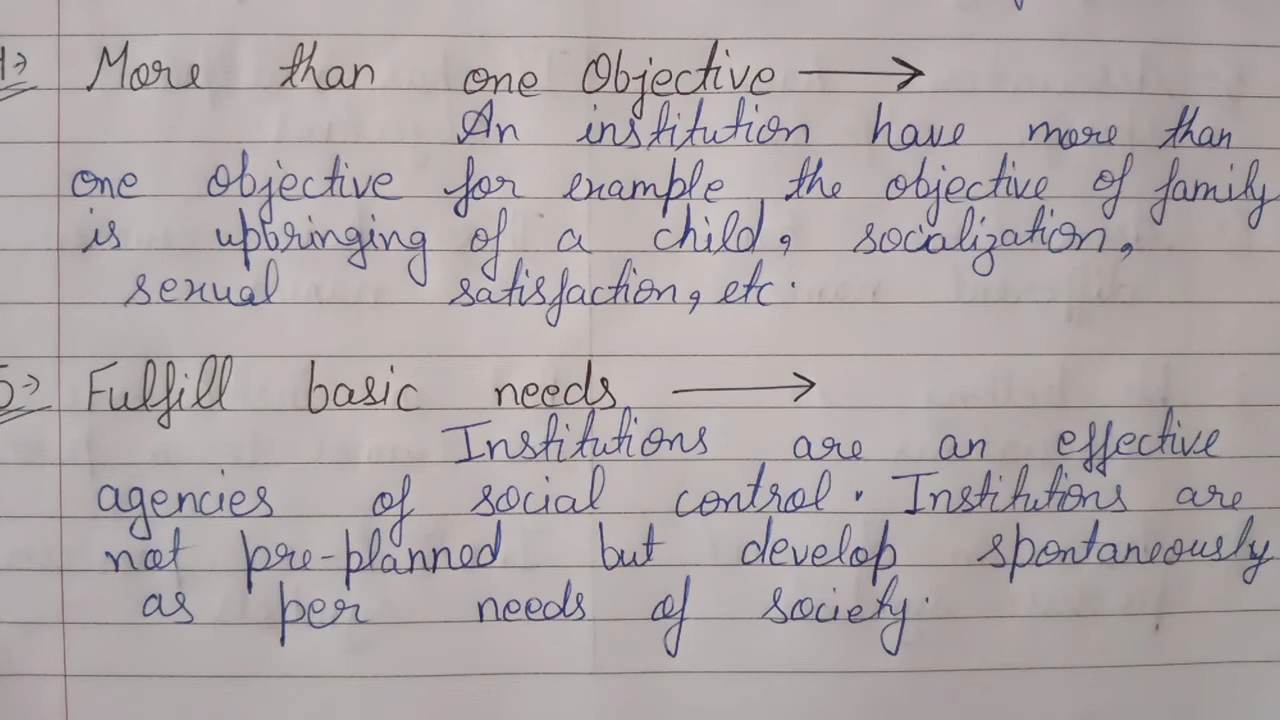 4→ More than one Objective →
An institution have more than
one objective for example, the objective of family
is upbringing of a child, socialization,
sexual satisfaction, etc.
5→ Fulfill basic needs →
Institutions are an effective
agencies of social control. Institutions are
not pre-planned but develop spontaneously
as per needs of society.